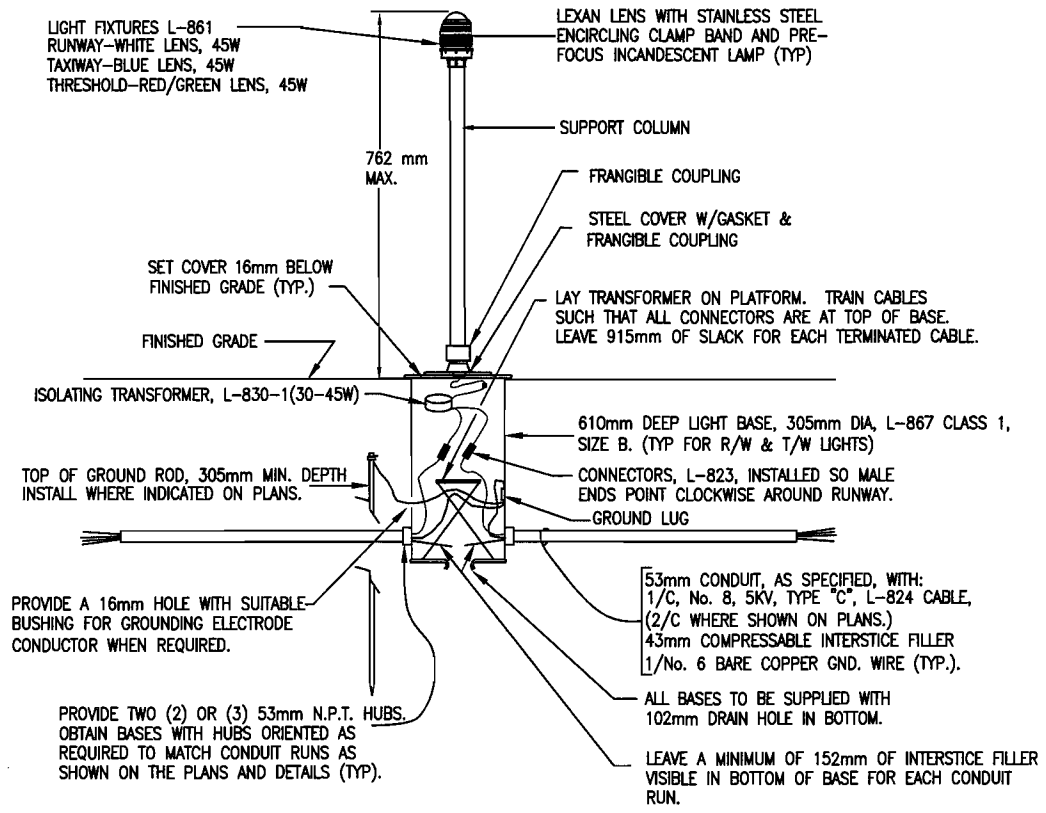 LIGHT FIXTURES L-861
RUNWAY-WHITE LENS, 45W
TAXIWAY-BLUE LENS, 45W
THRESHOLD-RED/GREEN LENS, 45W
LEXAN LENS WITH STAINLESS STEEL
ENCIRCLING CLAMP BAND AND PRE-
FOCUS INCANDESCENT LAMP (TYP)
SUPPORT COLUMN
762 mm
MAX.
FRANGIBLE COUPLING
STEEL COVER W/GASKET &
FRANGIBLE COUPLING
SET COVER 16mm BELOW
FINISHED GRADE (TYP.)
LAY TRANSFORMER ON PLATFORM. TRAIN CABLES
SUCH THAT ALL CONNECTORS ARE AT TOP OF BASE.
LEAVE 915mm OF SLACK FOR EACH TERMINATED CABLE.
FINISHED GRADE
ISOLATING TRANSFORMER, L-830-1(30-45W)
610mm DEEP LIGHT BASE, 305mm DIA, L-867 CLASS 1,
SIZE B. (TYP FOR R/W & T/W LIGHTS)
TOP OF GROUND ROD, 305mm MIN. DEPTH
INSTALL WHERE INDICATED ON PLANS.
CONNECTORS, L-823, INSTALLED SO MALE
ENDS POINT CLOCKWISE AROUND RUNWAY.
GROUND LUG
53mm CONDUIT, AS SPECIFIED, WITH:
1/C, No. 8, 5KV, TYPE "C", L-824 CABLE,
(2/C WHERE SHOWN ON PLANS.)
43mm COMPRESSABLE INTERSTICE FILLER
1/No. 6 BARE COPPER GND. WIRE (TYP.).
PROVIDE A 16mm HOLE WITH SUITABLE
BUSHING FOR GROUNDING ELECTRODE
CONDUCTOR WHEN REQUIRED.
ALL BASES TO BE SUPPLIED WITH
102mm DRAIN HOLE IN BOTTOM.
PROVIDE TWO (2) OR (3) 53mm N.P.T. HUBS.
OBTAIN BASES WITH HUBS ORIENTED AS
REQUIRED TO MATCH CONDUIT RUNS AS
SHOWN ON THE PLANS AND DETAILS (TYP).
LEAVE A MINIMUM OF 152mm OF INTERSTICE FILLER
VISIBLE IN BOTTOM OF BASE FOR EACH CONDUIT
RUN.